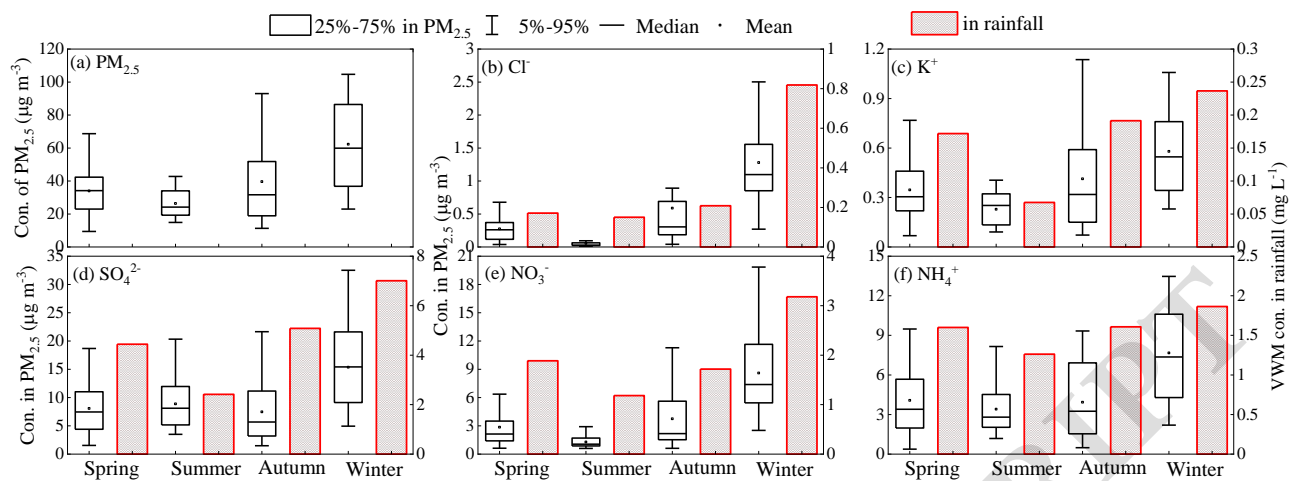 25%-75% in PM2.5 5%-95% Median Mean in rainfall
(a) PM2.5
(b) Cl-
(c) K+
Con. of PM2.5 (μg m-3)
0 20 40 60 80 100 120
0 0.5 1 1.5 2 2.5 3
0 0.2 0.4 0.6 0.8 1
0 0.3 0.6 0.9 1.2
0 0.05 0.1 0.15 0.2 0.25 0.3
Con. in PM2.5 (μg m-3)
VWM con. in rainfall (mg L-1)
(d) SO42-
(e) NO3-
(f) NH4+
Con. in PM2.5 (μg m-3)
0 5 10 15 20 25 30 35
0 2 4 6 8
0 3 6 9 12 15 18 21
0 1 2 3 4
0 3 6 9 12 15
0 0.5 1 1.5 2 2.5
Spring Summer Autumn Winter
Spring Summer Autumn Winter
Spring Summer Autumn Winter